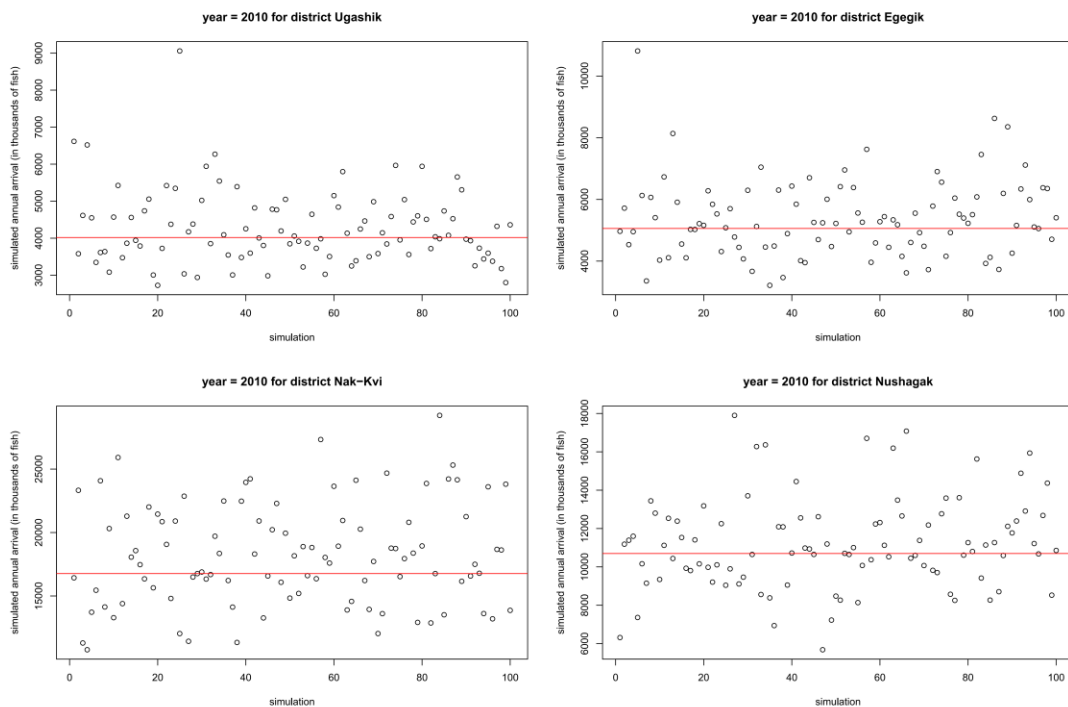 year = 2010 for district Ugashik
simulated annual arrival (in thousands of fish)
3000 4000 5000 6000 7000 8000 9000
0 20 40 60 80 100
simulation
year = 2010 for district Egegik
simulated annual arrival (in thousands of fish)
4000 6000 8000 10000
0 20 40 60 80 100
simulation
year = 2010 for district Nak−Kvi
simulated annual arrival (in thousands of fish)
15000 20000 25000
0 20 40 60 80 100
simulation
year = 2010 for district Nushagak
simulated annual arrival (in thousands of fish)
6000 8000 10000 12000 14000 16000 18000
0 20 40 60 80 100
simulation